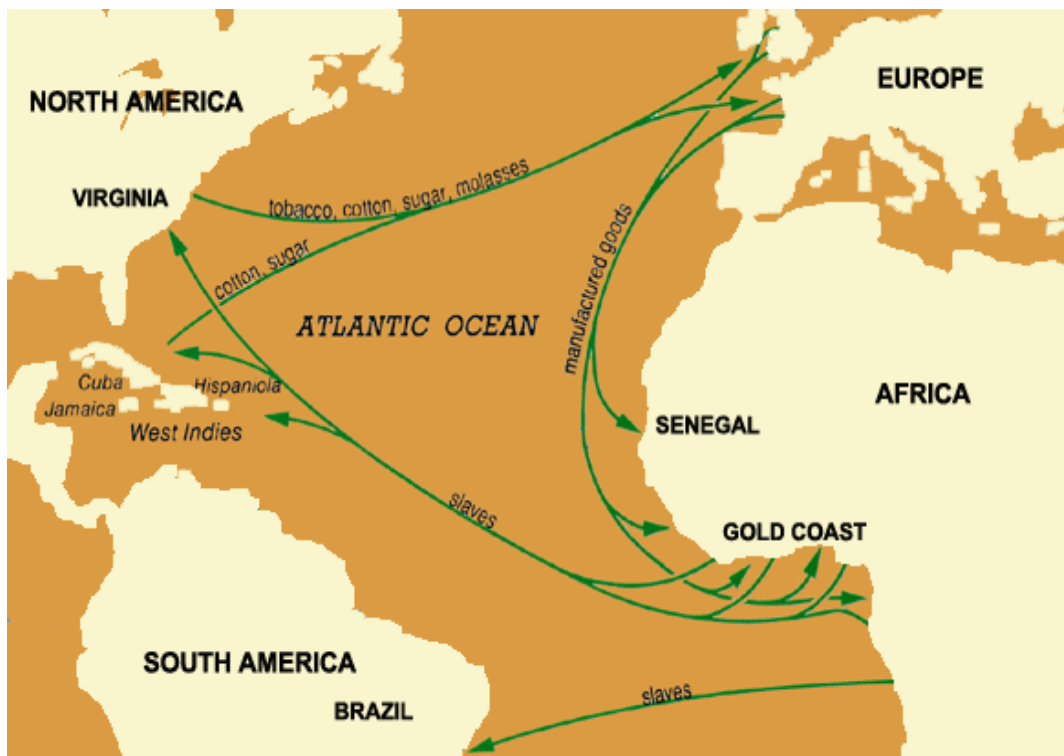 NORTH AMERICA
EUROPE
VIRGINIA
tobacco, cotton, sugar, molasses
cotton, sugar
manufactured goods
ATLANTIC OCEAN
Cuba
Hispaniola
Jamaica
West Indies
AFRICA
SENEGAL
slaves
GOLD COAST
SOUTH AMERICA
BRAZIL
slaves